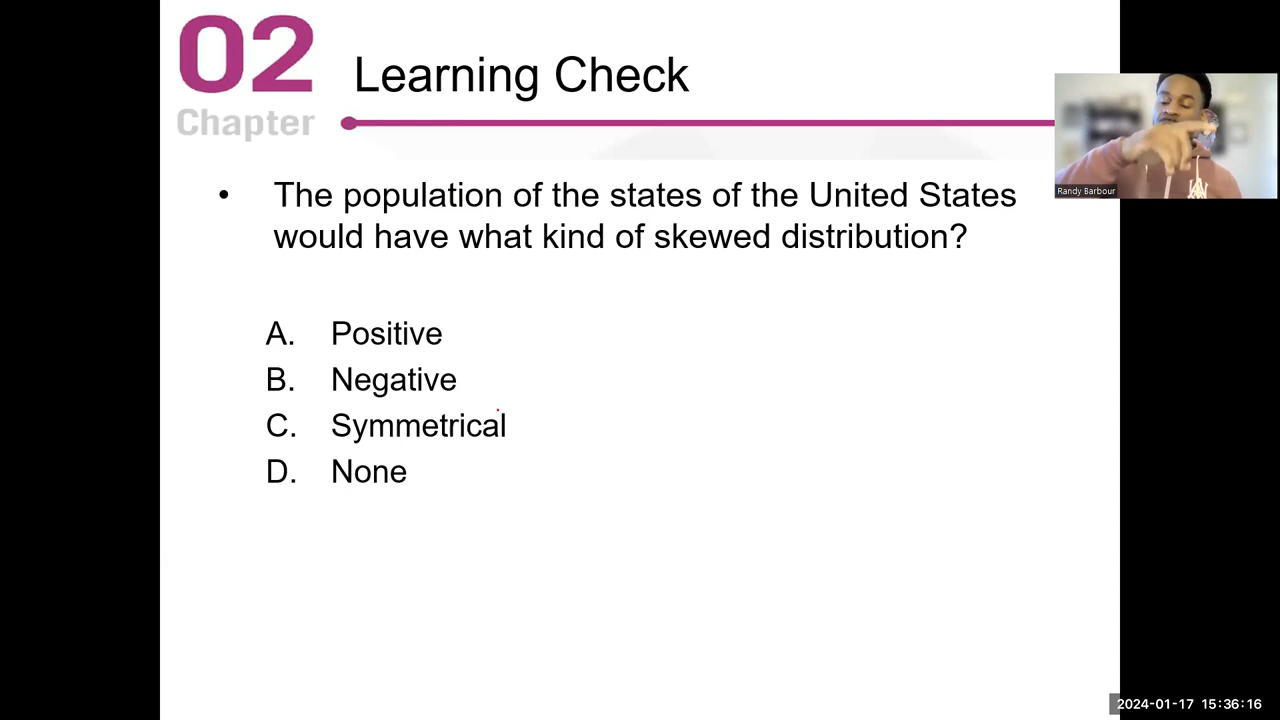 02
Chapter
Learning Check
Randy Barbour
• The population of the states of the United States
would have what kind of skewed distribution?
A. Positive
B. Negative
C. Symmetrical
D. None
2024-01-17 15:36:16